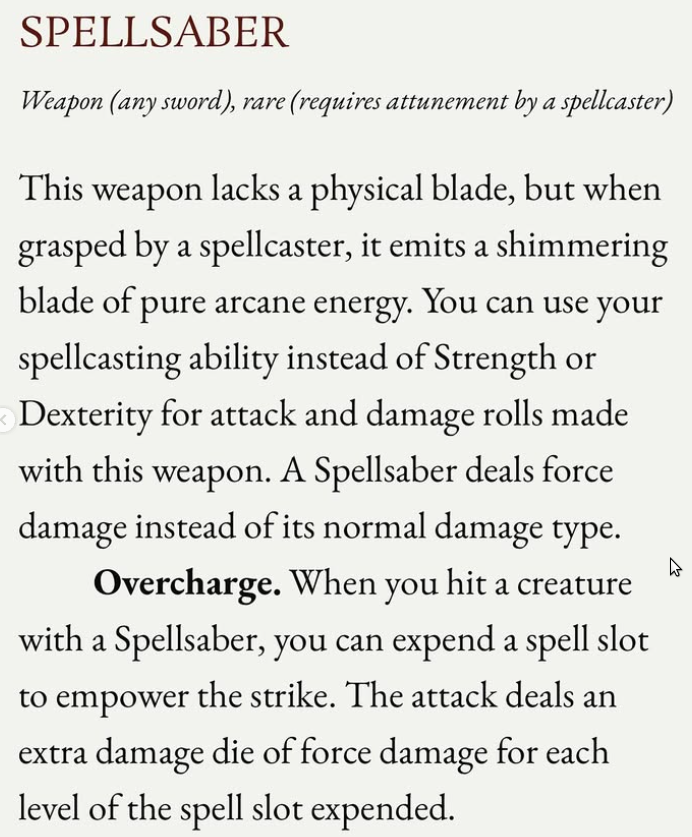 SPELLSABER
Weapon (any sword), rare (requires attunement by a spellcaster)
This weapon lacks a physical blade, but when
grasped by a spellcaster, it emits a shimmering
blade of pure arcane energy. You can use your
spellcasting ability instead of Strength or
Dexterity for attack and damage rolls made
with this weapon. A Spellsaber deals force
damage instead of its normal damage type.
Overcharge. When you hit a creature
with a Spellsaber, you can expend a spell slot
to empower the strike. The attack deals an
extra damage die of force damage for each
level of the spell slot expended.